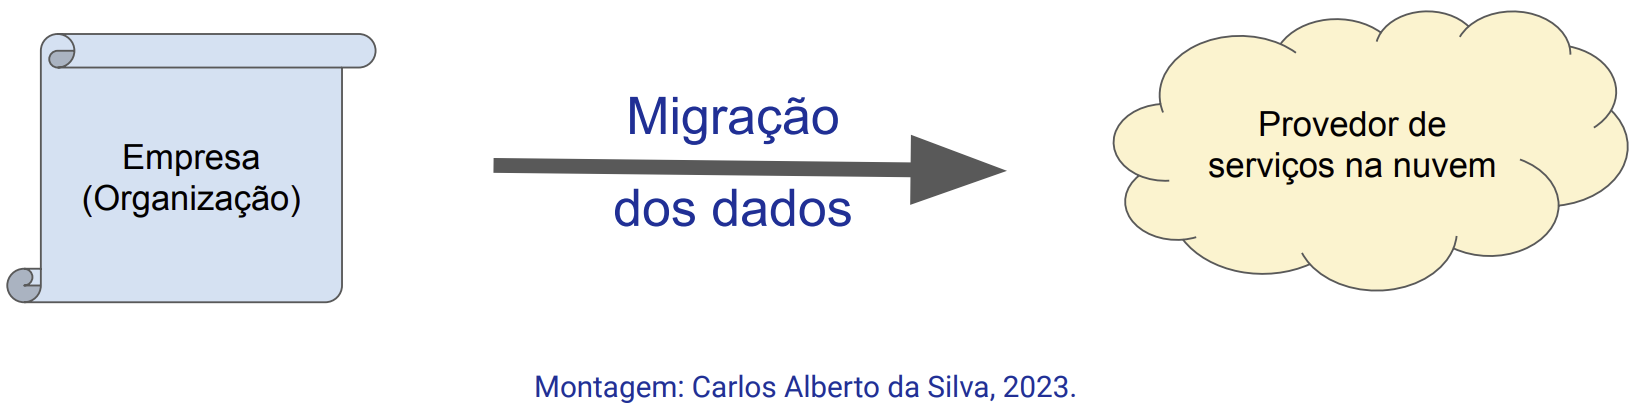 Empresa
(Organização)
Migração
dos dados
Provedor de
serviços na nuvem
Montagem: Carlos Alberto da Silva, 2023.